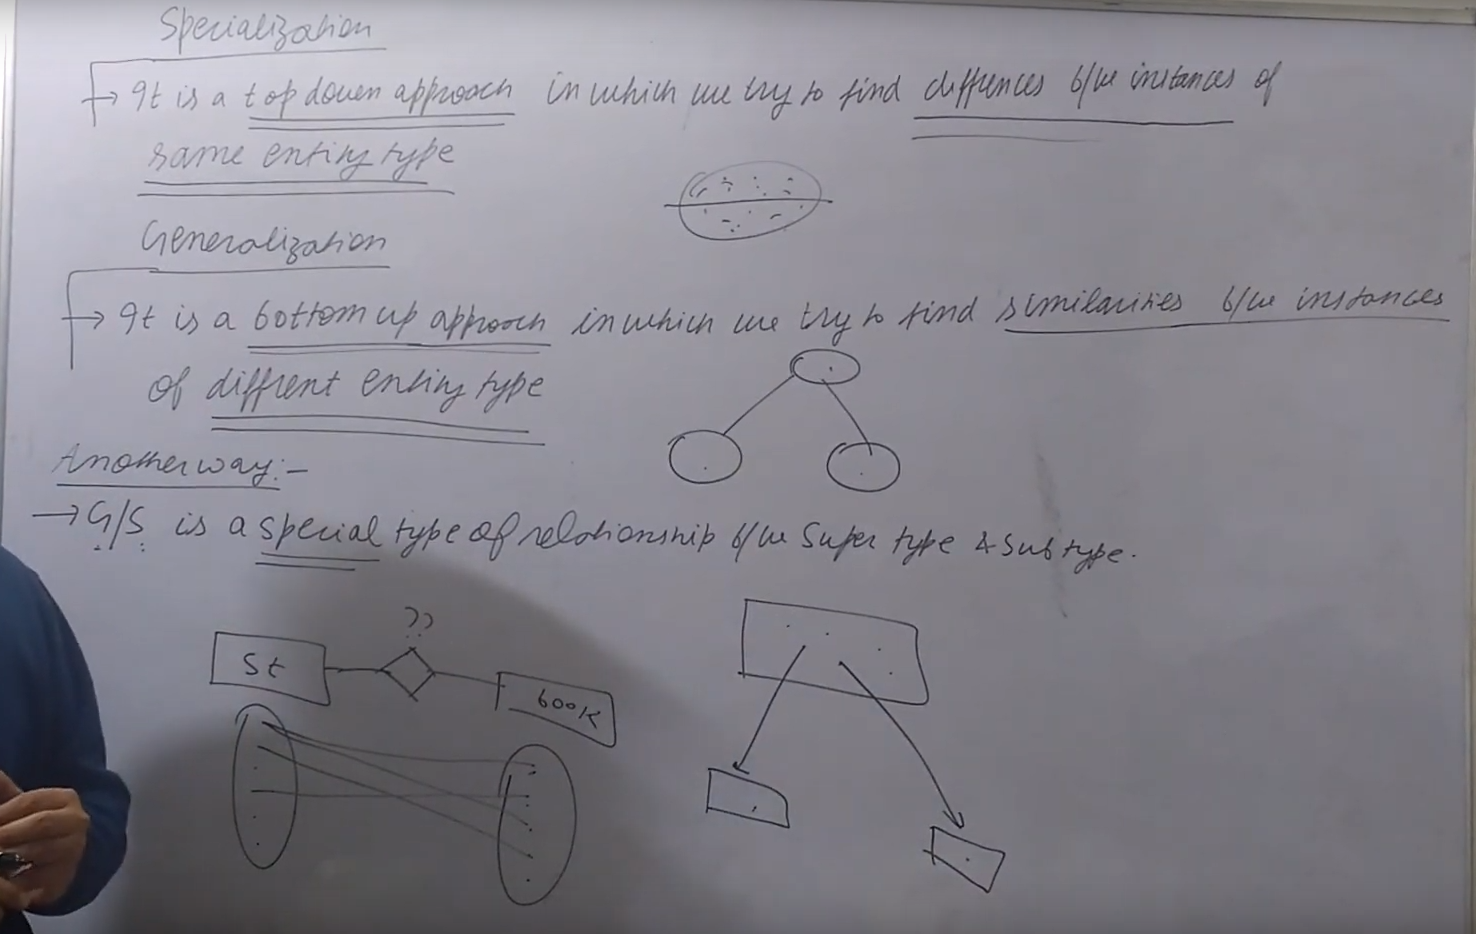 Specialization
→ It is a top down approach in which we try to find diffences b/w instances of
same entity type
Generalization
→ It is a bottom up approach in which we try to find similarities b/w instances
of diffrent entity type
Another way:-
→ G/S is a special type of relationship b/w Super type & Sub type.
??
St
book